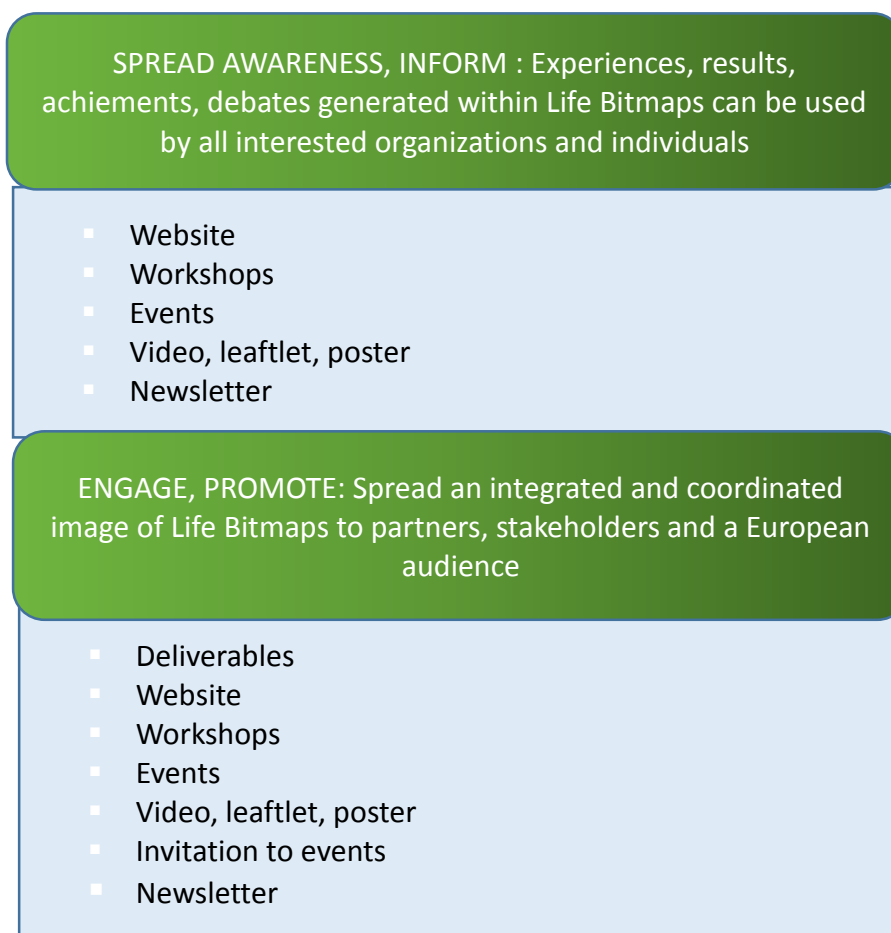 SPREAD AWARENESS, INFORM : Experiences, results,
achiements, debates generated within Life Bitmaps can be used
by all interested organizations and individuals
▪ Website
▪ Workshops
▪ Events
▪ Video, leaftlet, poster
▪ Newsletter
ENGAGE, PROMOTE: Spread an integrated and coordinated
image of Life Bitmaps to partners, stakeholders and a European
audience
▪ Deliverables
▪ Website
▪ Workshops
▪ Events
▪ Video, leaftlet, poster
▪ Invitation to events
▪ Newsletter